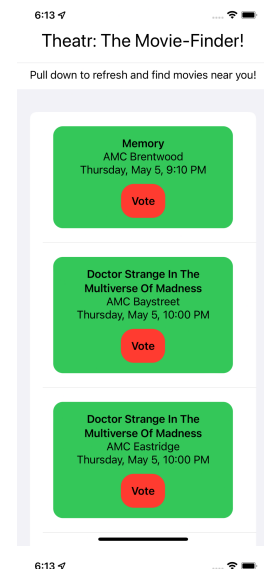 6:13
Theatr: The Movie-Finder!
Pull down to refresh and find movies near you!
Memory
AMC Brentwood
Thursday, May 5, 9:10 PM
Vote
Doctor Strange In The
Multiverse Of Madness
AMC Baystreet
Thursday, May 5, 10:00 PM
Vote
Doctor Strange In The
Multiverse Of Madness
AMC Eastridge
Thursday, May 5, 10:00 PM
Vote
6:13